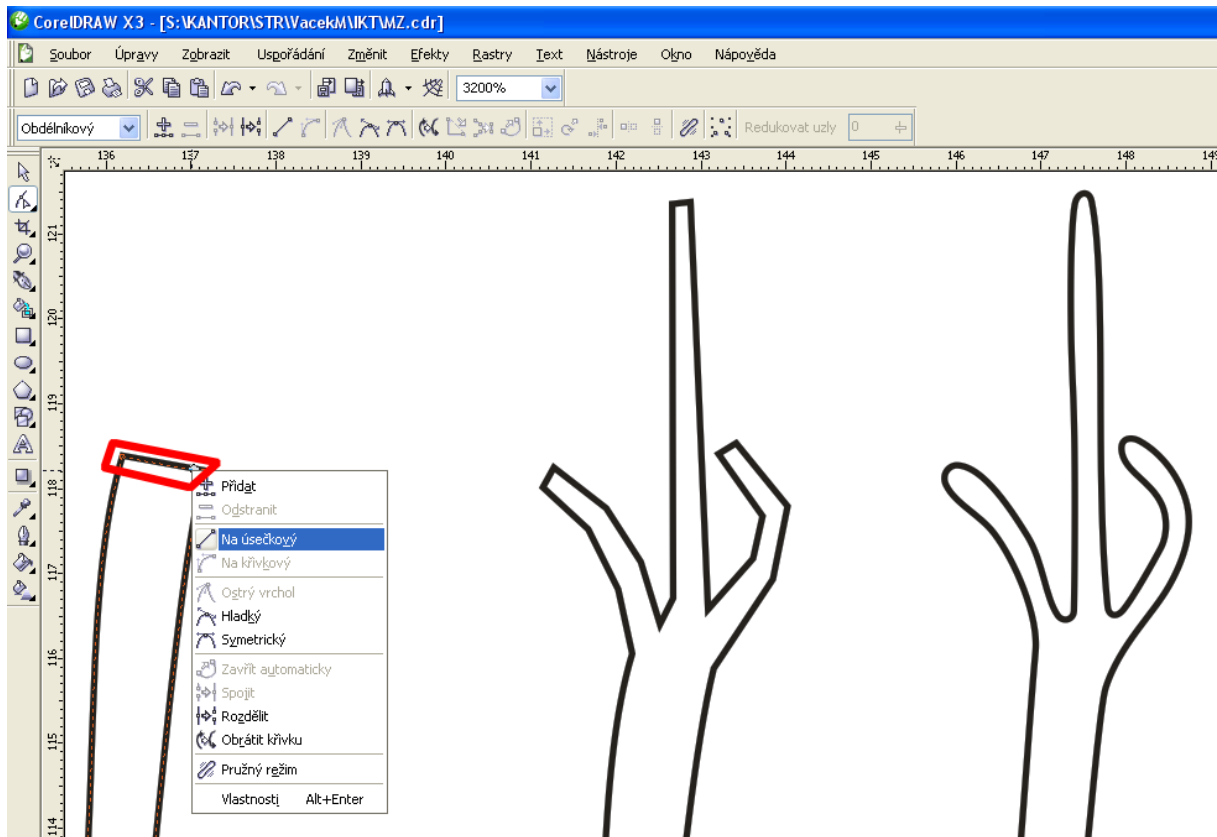 CorelDRAW X3 - [S:\KANTOR\STR\VacekM\IKT\MZ.cdr]
Soubor Úpravy Zobrazit Uspořádání Změnit Efekty Rastry Text Nástroje Okno Nápověda
3200%
Obdélníkový Redukovat uzly 0
136 137 138 139 140 141 142 143 144 145 146 147 148 149
121
120
119
118
117
116
115
114
Přidat
Odstranit
Na úsečkový
Na křivkový
Ostrý vrchol
Hladký
Symetrický
Zavřít automaticky
Spojit
Rozdělit
Obrátit křivku
Pružný režim
Vlastnosti Alt+Enter